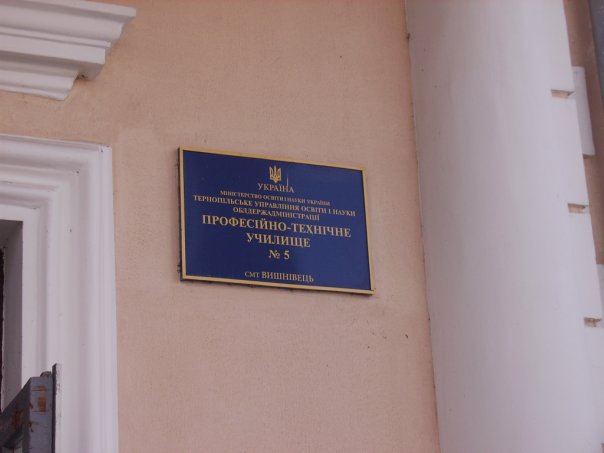 УКРАЇНА
МІНІСТЕРСТВО ОСВІТИ І НАУКИ УКРАЇНИ
ТЕРНОПІЛЬСЬКЕ УПРАВЛІННЯ ОСВІТИ І НАУКИ
ОБЛДЕРЖАДМІНІСТРАЦІЇ
ПРОФЕСІЙНО-ТЕХНІЧНЕ
УЧИЛИЩЕ
№ 5
СМТ ВИШНІВЕЦЬ